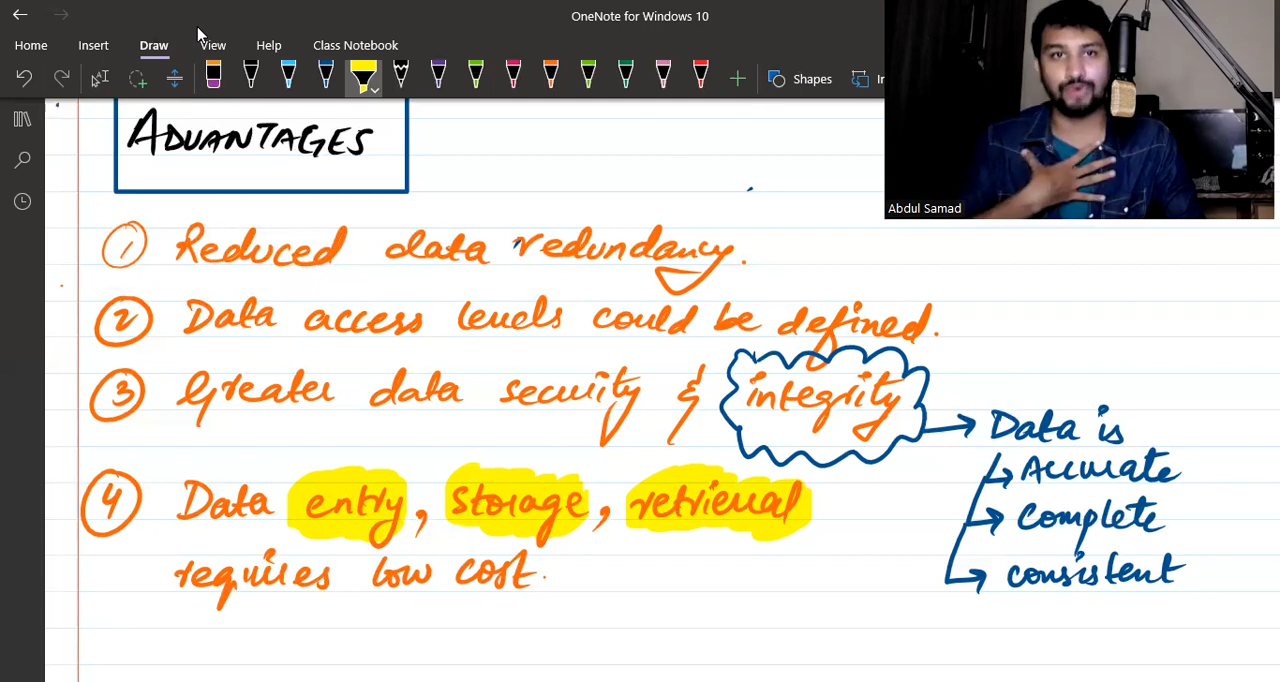 OneNote for Windows 10
Home Insert Draw View Help Class Notebook
Shapes In
Abdul Samad
ADVANTAGES
1 Reduced data redundancy.
2 Data access levels could be defined.
3 Greater data security & integrity
Data is
Accurate
Complete
consistent
4 Data entry, storage, retrieval
requires low cost.